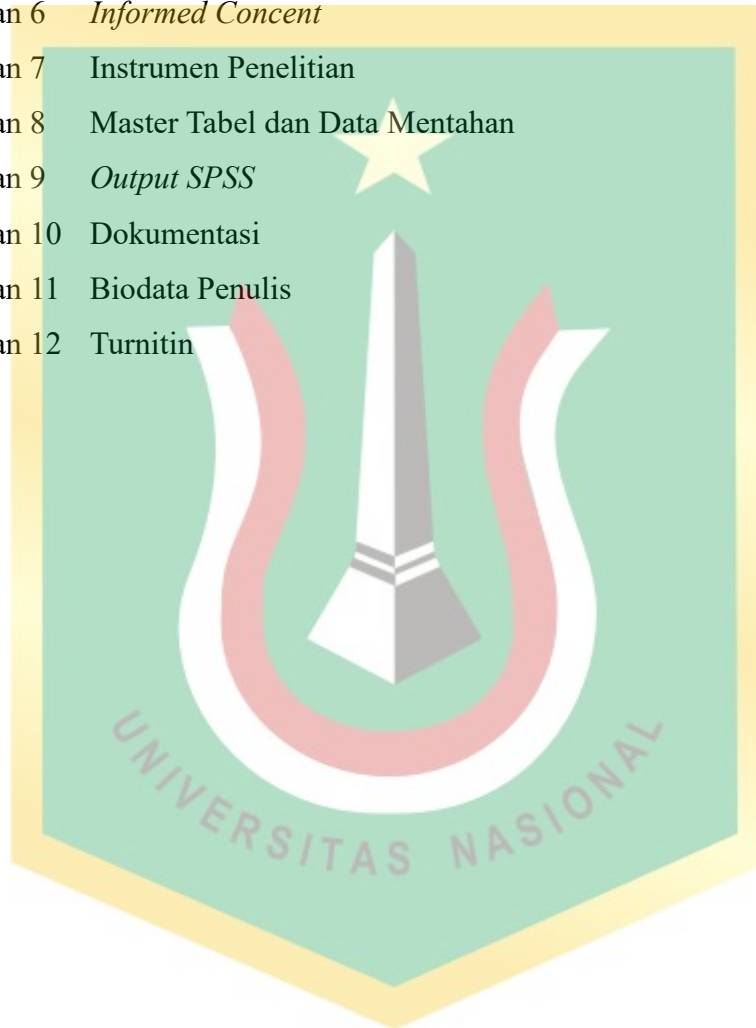 an 6 Informed Concent
an 7 Instrumen Penelitian
an 8 Master Tabel dan Data Mentahan
an 9 Output SPSS
an 10 Dokumentasi
an 11 Biodata Penulis
an 12 Turnitin
UNIVERSITAS NASIONAL